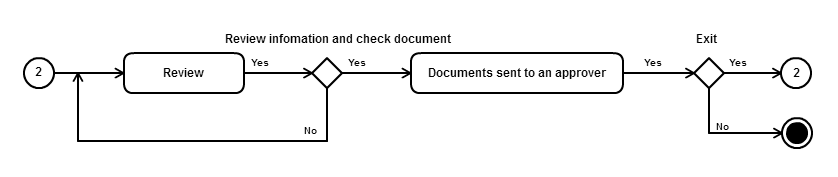 Review infomation and check document
Exit
2
Review
Yes
Yes
Documents sent to an approver
Yes
Yes
2
No
No